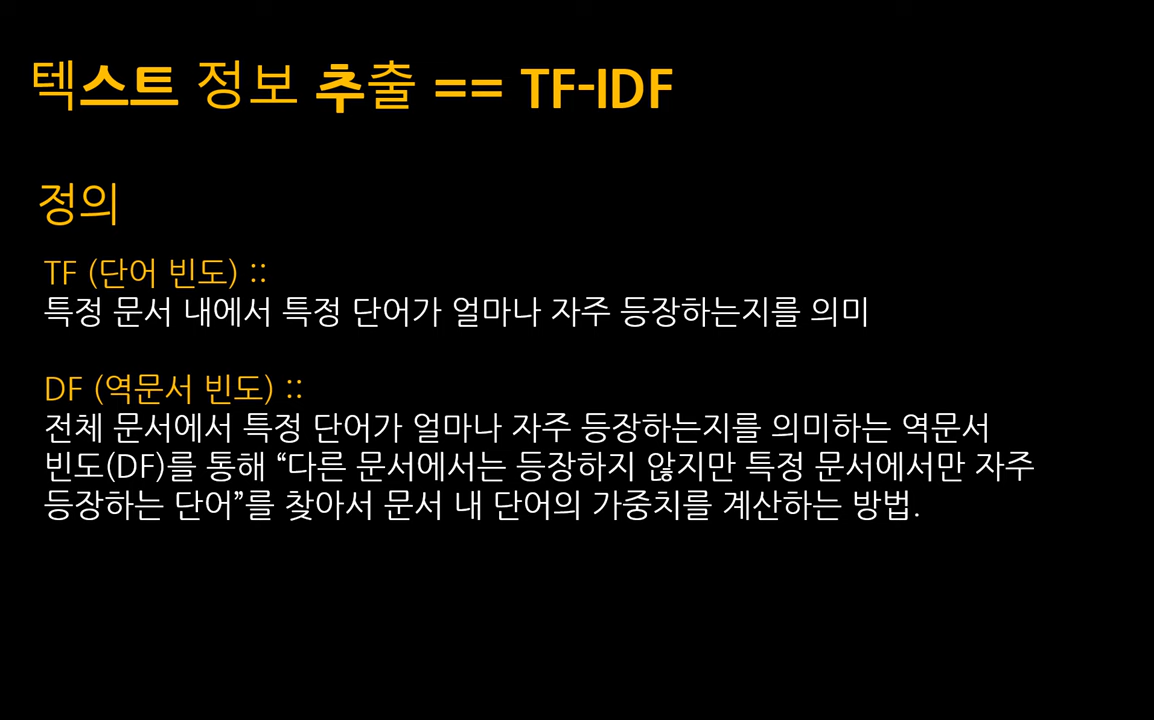 텍스트 정보 추출 == TF-IDF
정의
TF (단어 빈도) ::
특정 문서 내에서 특정 단어가 얼마나 자주 등장하는지를 의미
DF (역문서 빈도) ::
전체 문서에서 특정 단어가 얼마나 자주 등장하는지를 의미하는 역문서
빈도(DF)를 통해 “다른 문서에서는 등장하지 않지만 특정 문서에서만 자주
등장하는 단어”를 찾아서 문서 내 단어의 가중치를 계산하는 방법.